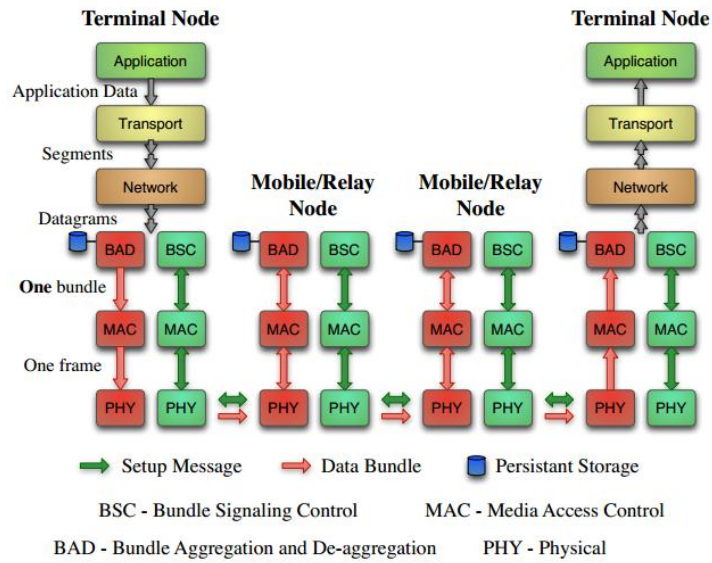 Terminal Node
Terminal Node
Application
Application
Application Data
Transport
Transport
Segments
Network
Mobile/Relay
Node
Mobile/Relay
Node
Network
Datagrams
BAD
BSC
BAD
BSC
BAD
BSC
BAD
BSC
One bundle
MAC
MAC
MAC
MAC
MAC
MAC
MAC
MAC
One frame
PHY
PHY
PHY
PHY
PHY
PHY
PHY
PHY
Setup Message
Data Bundle
Persistant Storage
BSC - Bundle Signaling Control
MAC - Media Access Control
BAD - Bundle Aggregation and De-aggregation
PHY - Physical